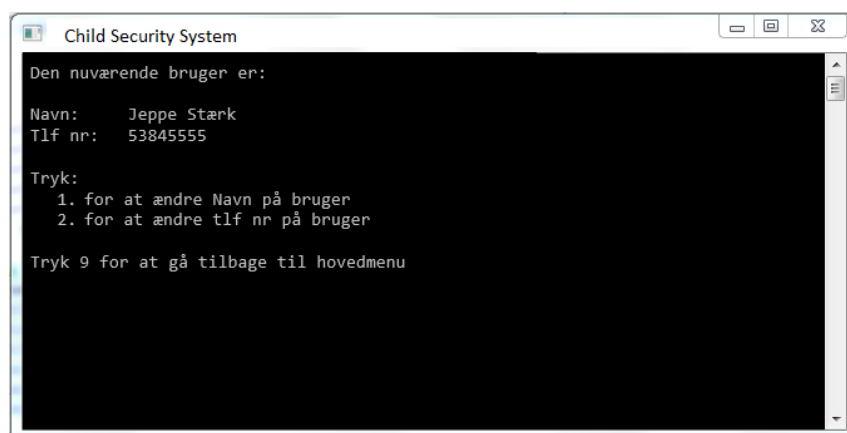 Child Security System
Den nuværende bruger er:
Navn: Jeppe Stærk
Tlf nr: 53845555
Tryk:
1. for at ændre Navn på bruger
2. for at ændre tlf nr på bruger
Tryk 9 for at gå tilbage til hovedmenu